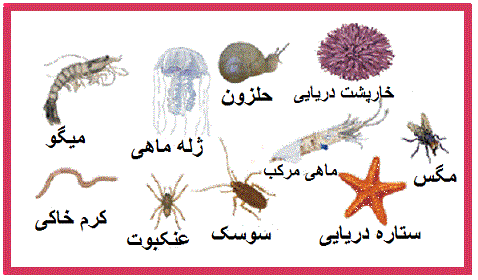 خارپشت دریایی
حلزون
ژله ماهی
میگو
مگس
ماهی مرکب
ستاره دریایی
سوسک
عنکبوت
کرم خاکی